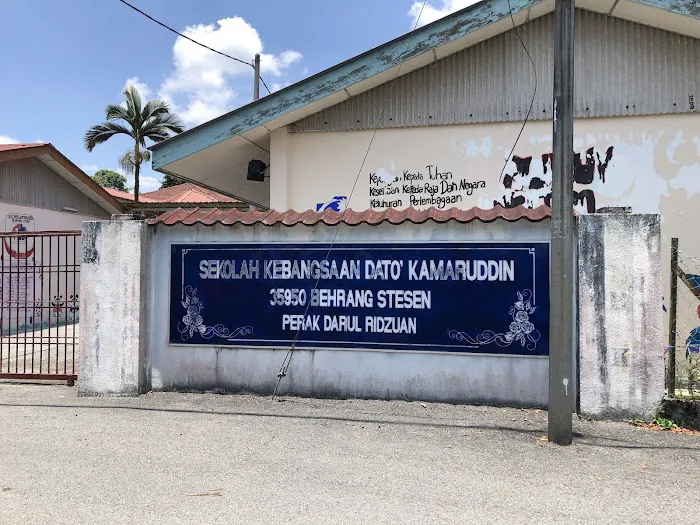 Kepada Tuhan
Kesetiaan Kepada Raja Dan Negara
Keluhuran Perlembagaan
SEKOLAH KEBANGSAAN DATO' KAMARUDDIN
35950 BEHRANG STESEN
PERAK DARUL RIDZUAN